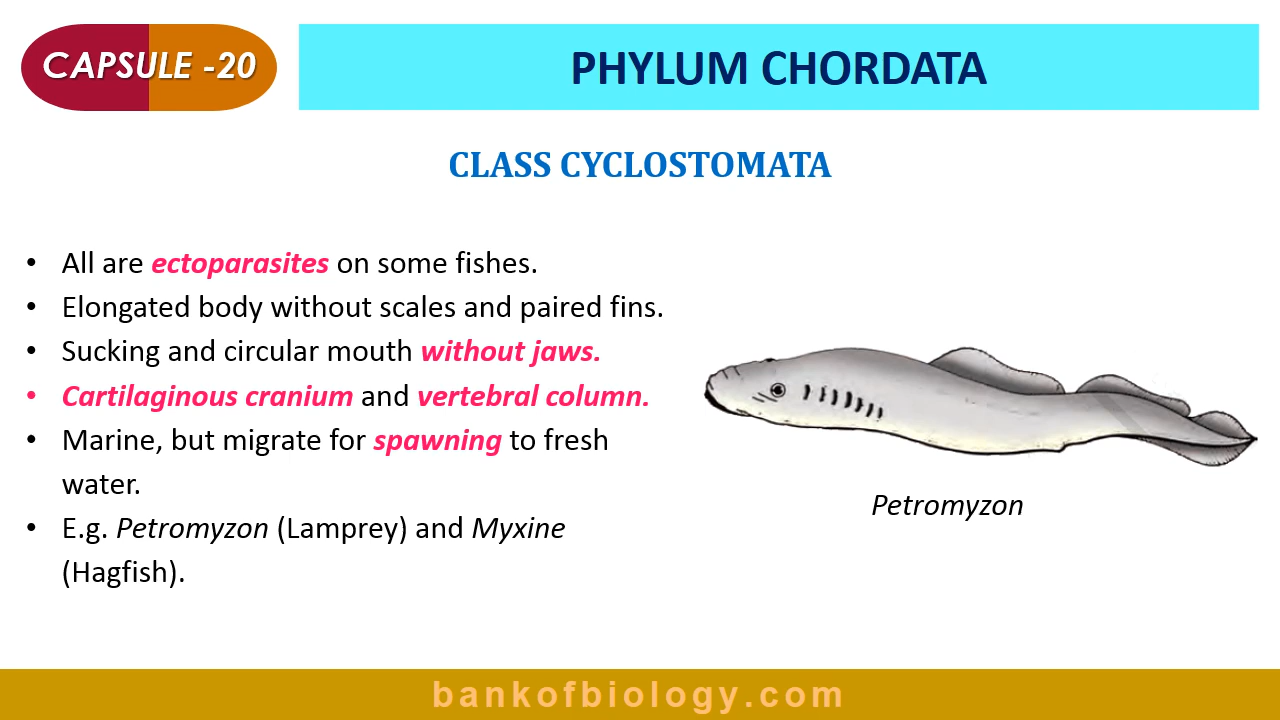 CAPSULE -20
PHYLUM CHORDATA
CLASS CYCLOSTOMATA
• All are ectoparasites on some fishes.
• Elongated body without scales and paired fins.
• Sucking and circular mouth without jaws.
• Cartilaginous cranium and vertebral column.
• Marine, but migrate for spawning to fresh
water.
• E.g. Petromyzon (Lamprey) and Myxine
(Hagfish).
Petromyzon
bankofbiology.com